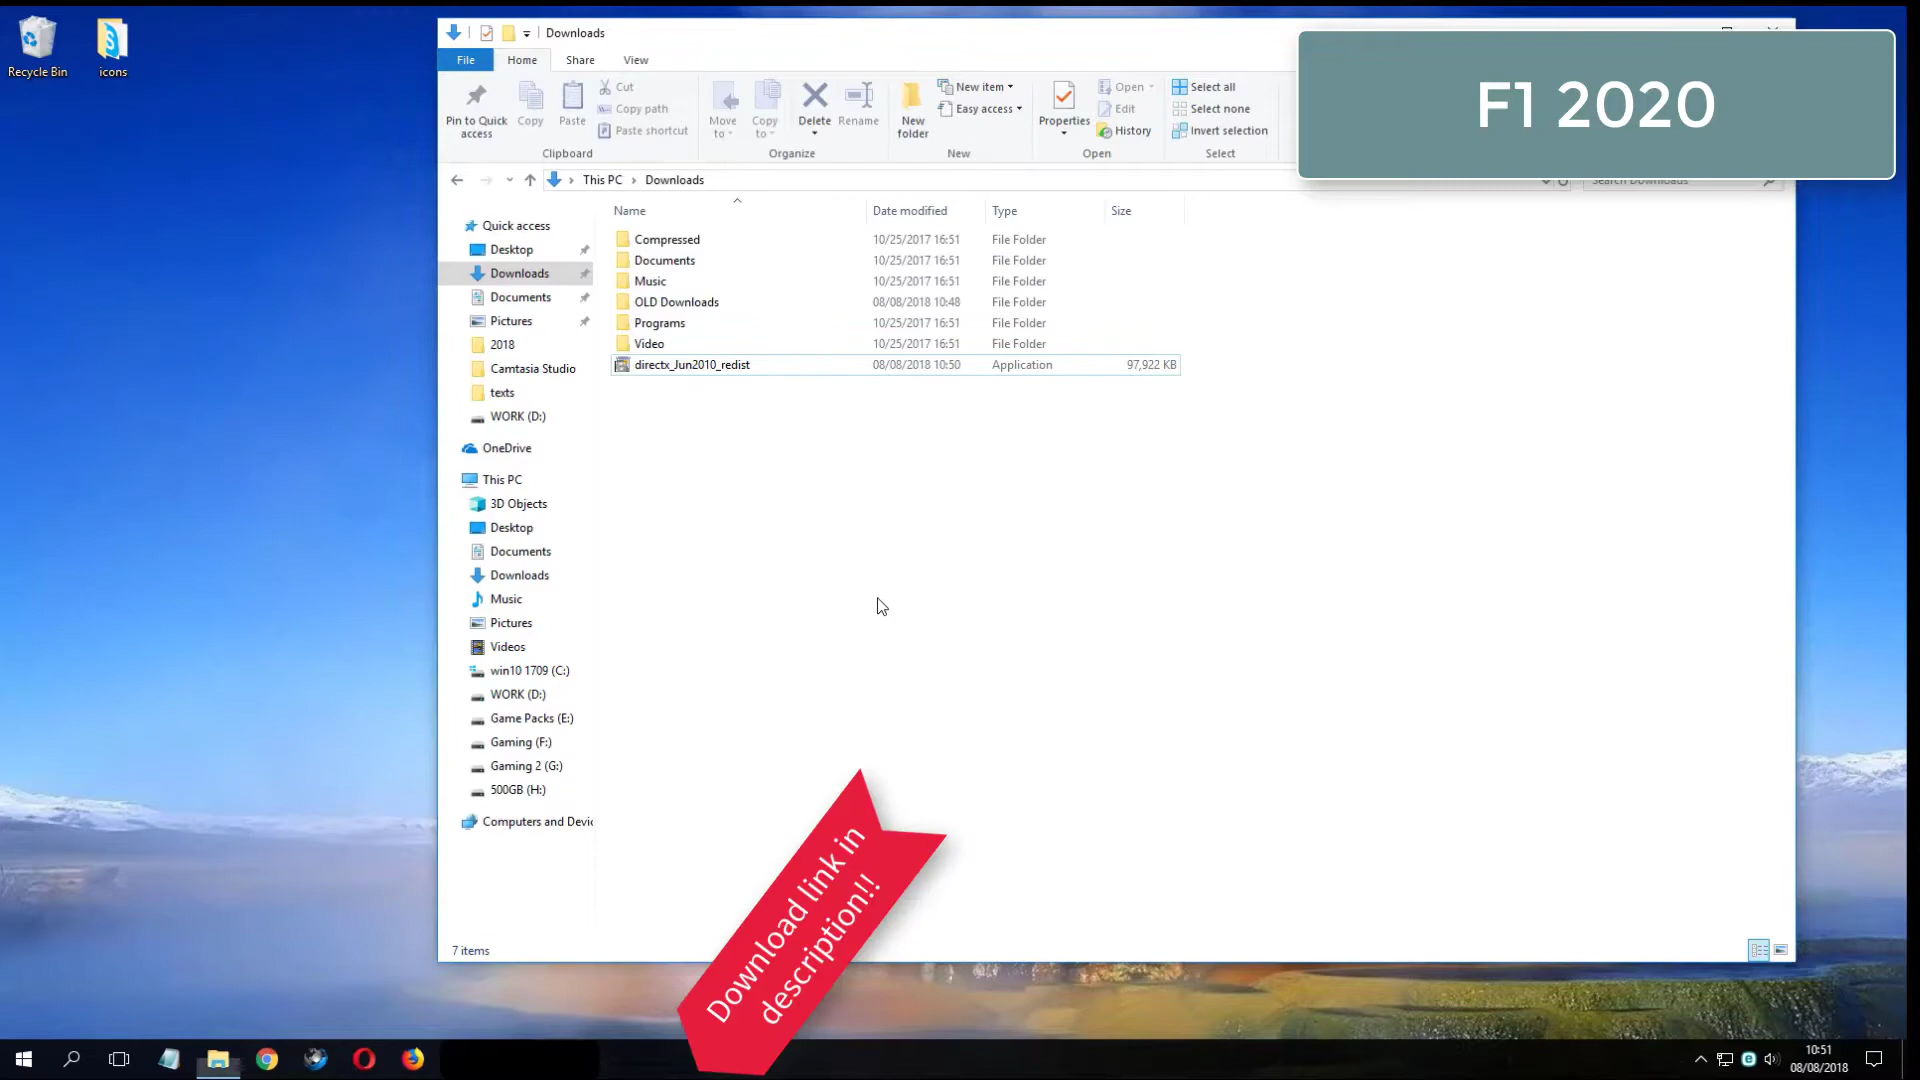 Recycle Bin
icons
Downloads
File Home Share View
Pin to Quick access
Copy
Paste
Cut
Copy path
Paste shortcut
Clipboard
Move to
Copy to
Delete
Rename
Organize
New folder
New item
Easy access
New
Properties
Open
Edit
History
Open
Select all
Select none
Invert selection
Select
F1 2020
This PC Downloads
Search Downloads
Name Date modified Type Size
Compressed 10/25/2017 16:51 File Folder
Documents 10/25/2017 16:51 File Folder
Music 10/25/2017 16:51 File Folder
OLD Downloads 08/08/2018 10:48 File Folder
Programs 10/25/2017 16:51 File Folder
Video 10/25/2017 16:51 File Folder
directx_Jun2010_redist 08/08/2018 10:50 Application 97,922 KB
Quick access
Desktop
Downloads
Documents
Pictures
2018
Camtasia Studio
texts
WORK (D:)
OneDrive
This PC
3D Objects
Desktop
Documents
Downloads
Music
Pictures
Videos
win10 1709 (C:)
WORK (D:)
Game Packs (E:)
Gaming (F:)
Gaming 2 (G:)
500GB (H:)
Computers and Devic
7 items
Download link in
description!!
10:51
08/08/2018